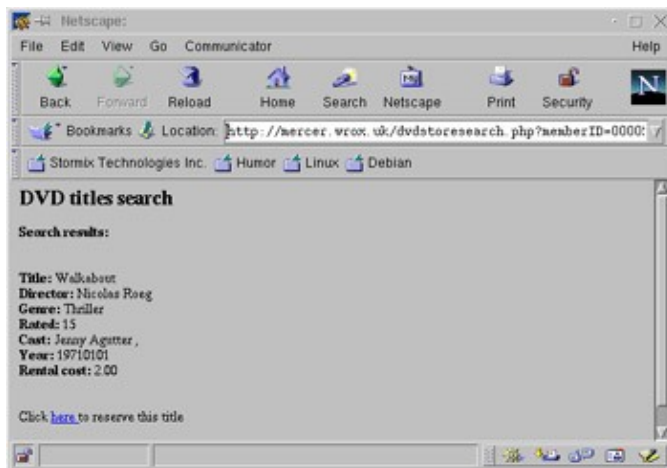 Netscape:
File Edit View Go Communicator Help
Back Forward Reload Home Search Netscape Print Security
N
Bookmarks Location: http://mercer.wrox.uk/dvdstoresearch.php?memberID=0000
Stormix Technologies Inc. Humor Linux Debian
DVD titles search
Search results:
Title: Walkabout
Director: Nicolas Roeg
Genre: Thriller
Rated: 15
Cast: Jenny Agutter ,
Year: 19710101
Rental cost: 2.00
Click here to reserve this title